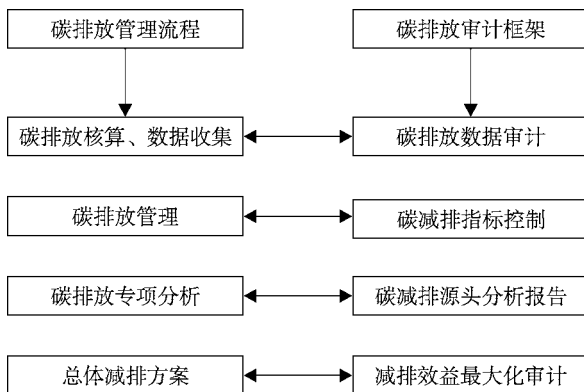 碳排放管理流程
碳排放审计框架
碳排放核算、数据收集
碳排放数据审计
碳排放管理
碳减排指标控制
碳排放专项分析
碳减排源头分析报告
总体减排方案
减排效益最大化审计